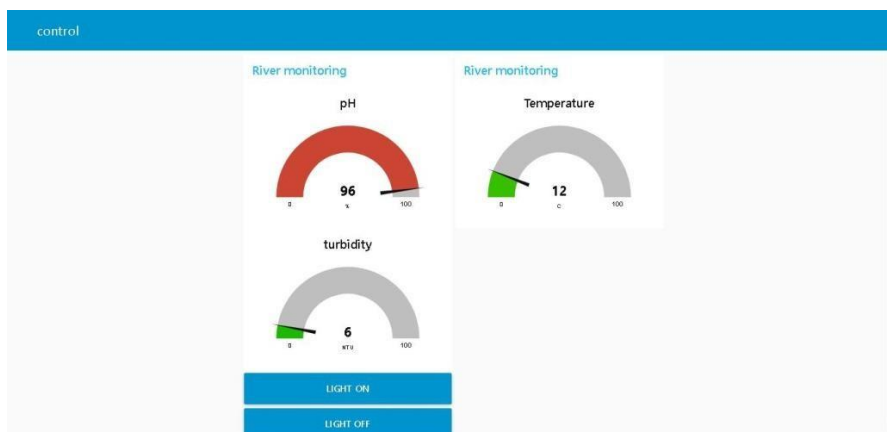 control
River monitoring
pH
96
%
0
100
turbidity
6
NTU
0
100
LIGHT ON
LIGHT OFF
River monitoring
Temperature
12
C
0
100